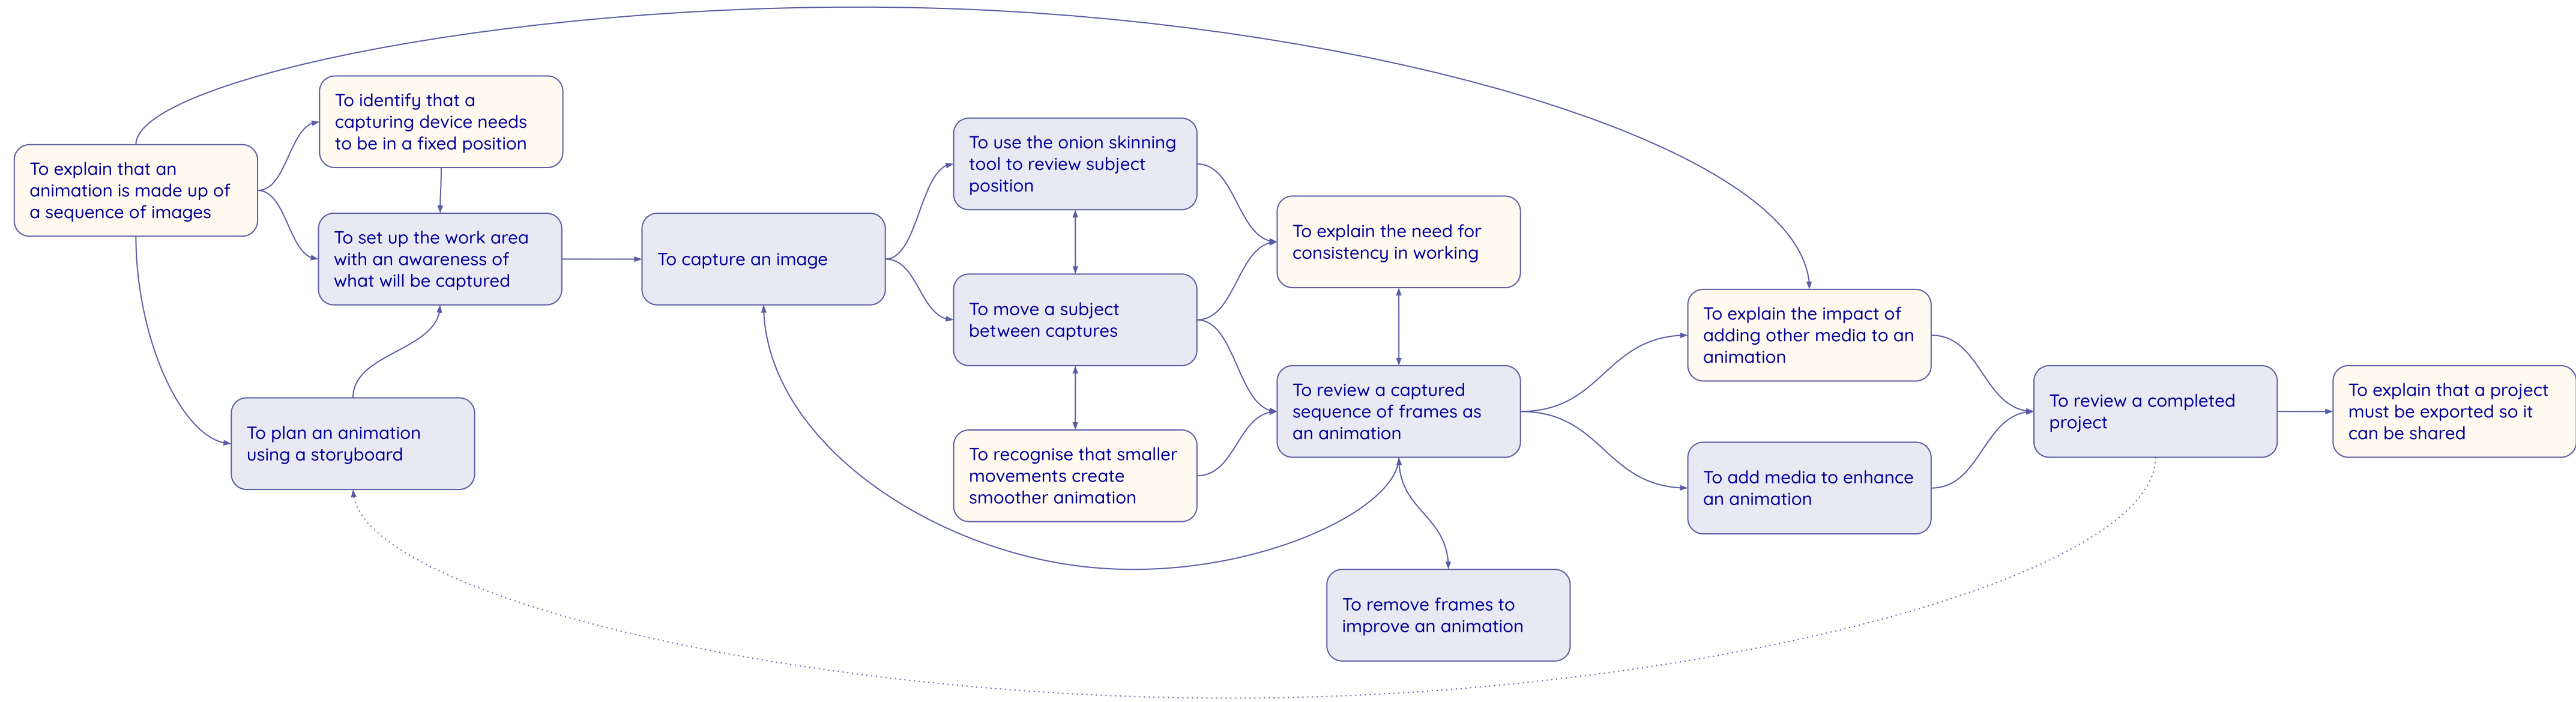 To explain that an
animation is made up of
a sequence of images
To identify that a
capturing device needs
to be in a fixed position
To set up the work area
with an awareness of
what will be captured
To plan an animation
using a storyboard
To capture an image
To use the onion skinning
tool to review subject
position
To move a subject
between captures
To recognise that smaller
movements create
smoother animation
To explain the need for
consistency in working
To review a captured
sequence of frames as
an animation
To remove frames to
improve an animation
To explain the impact of
adding other media to an
animation
To add media to enhance
an animation
To review a completed
project
To explain that a project
must be exported so it
can be shared